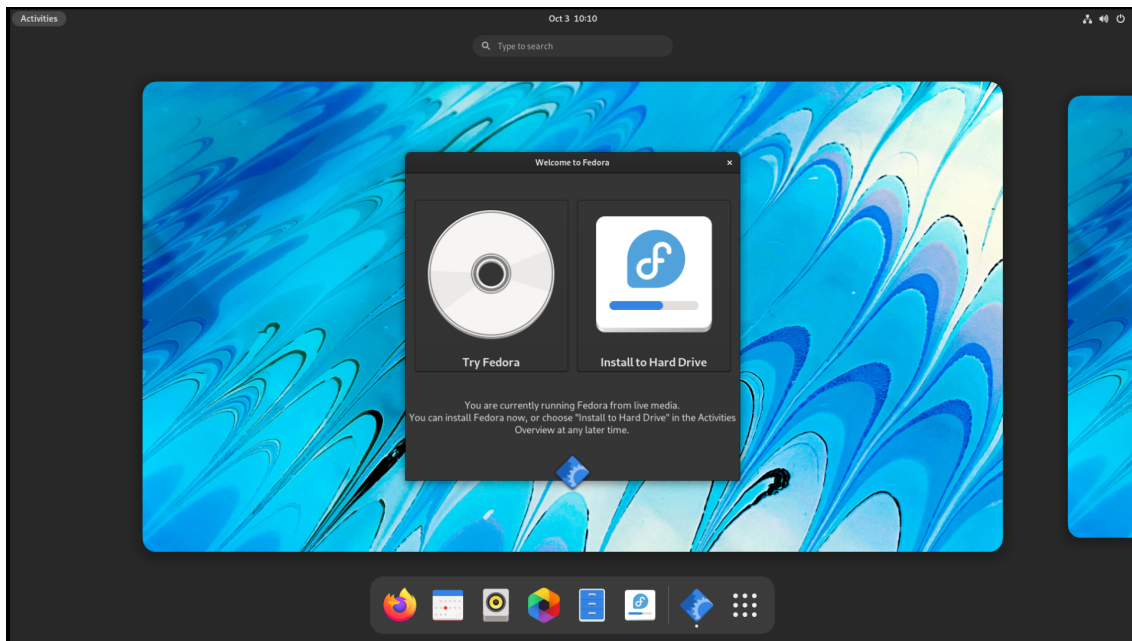 Activities
Oct 3 10:10
Type to search
Welcome to Fedora
Try Fedora
Install to Hard Drive
You are currently running Fedora from live media.
You can install Fedora now, or choose "Install to Hard Drive" in the Activities
Overview at any later time.